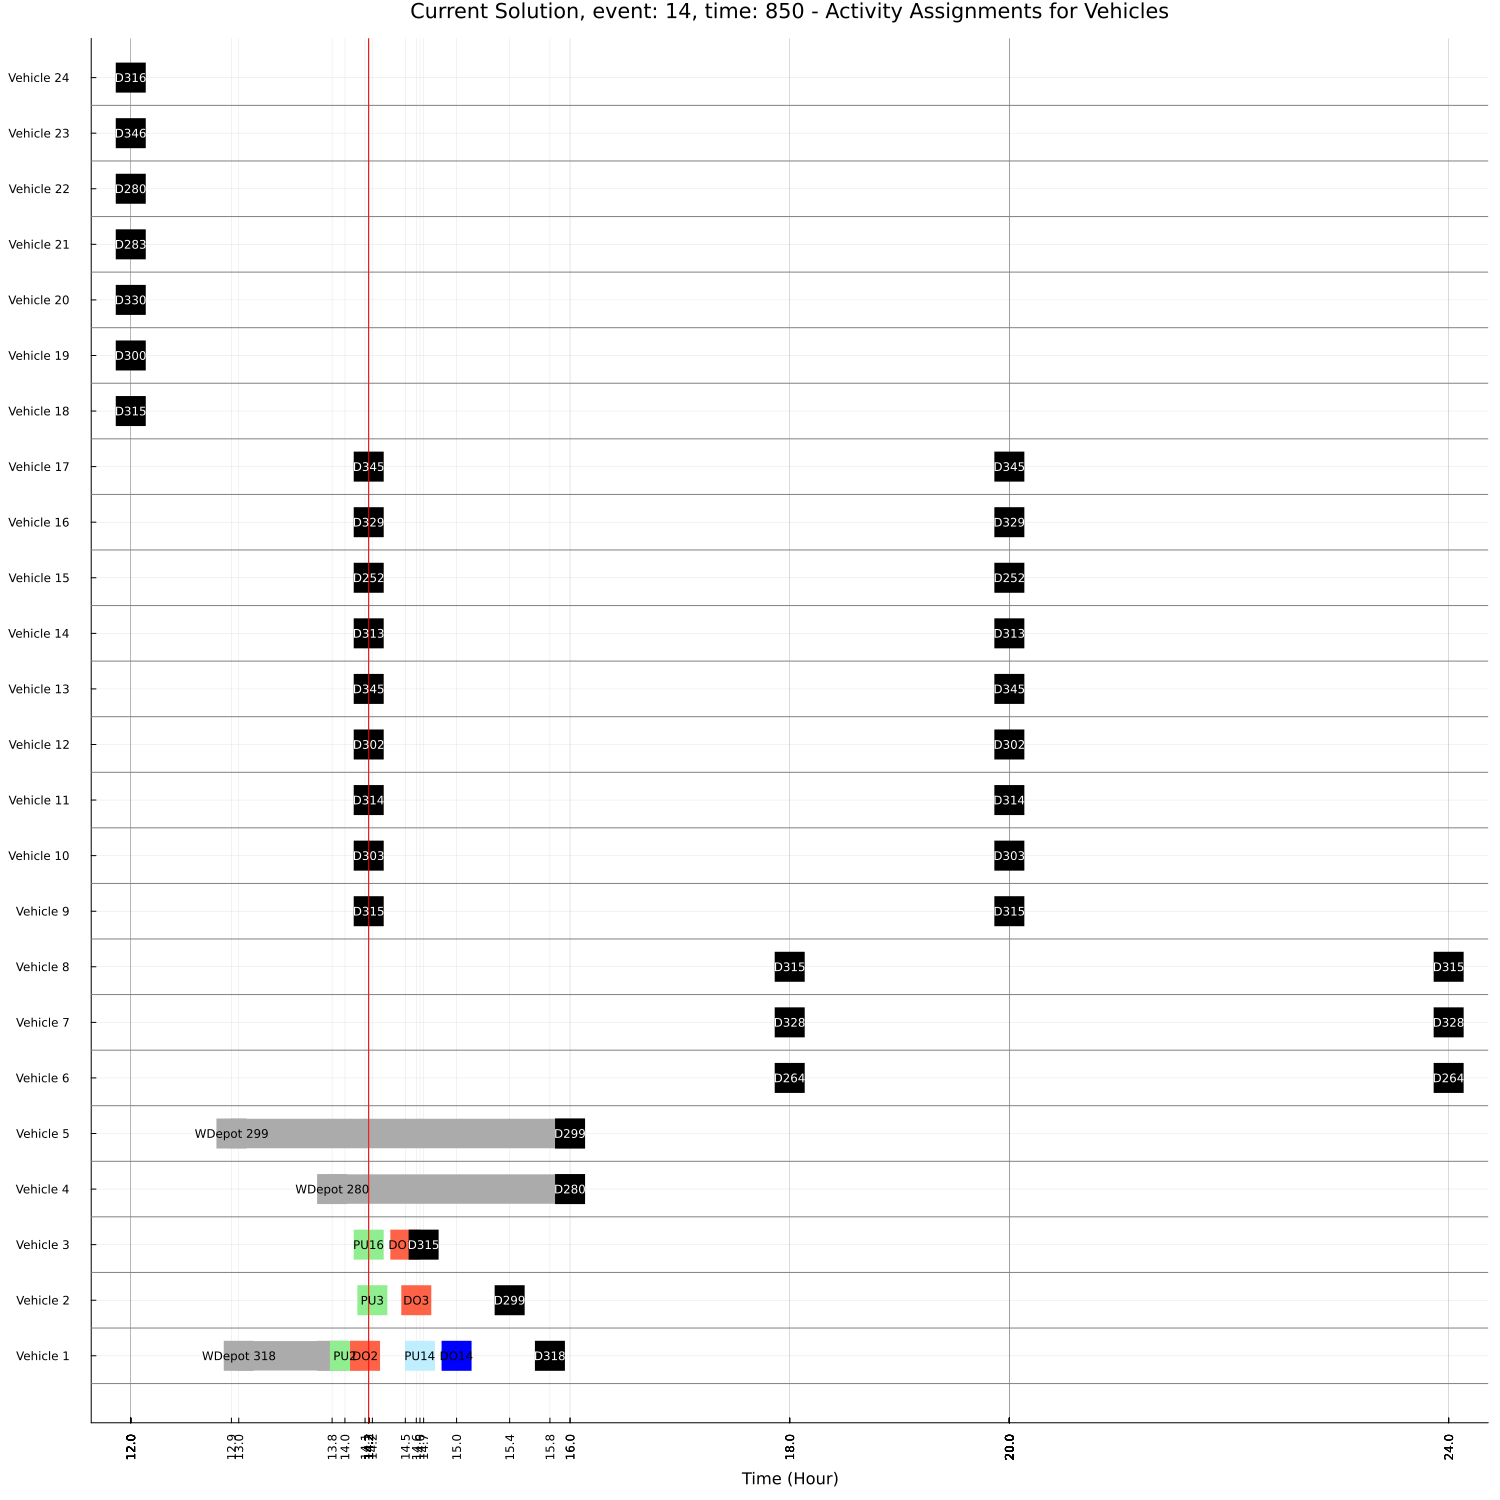 Current Solution, event: 14, time: 850 - Activity Assignments for Vehicles
Vehicle 24 D316
Vehicle 23 D346
Vehicle 22 D280
Vehicle 21 D283
Vehicle 20 D330
Vehicle 19 D300
Vehicle 18 D315
Vehicle 17 D345 D345
Vehicle 16 D329 D329
Vehicle 15 D252 D252
Vehicle 14 D313 D313
Vehicle 13 D345 D345
Vehicle 12 D302 D302
Vehicle 11 D314 D314
Vehicle 10 D303 D303
Vehicle 9 D315 D315
Vehicle 8 D315 D315
Vehicle 7 D328 D328
Vehicle 6 D264 D264
Vehicle 5 WDepot 299 D299
Vehicle 4 WDepot 280 D280
Vehicle 3 PU16 D315
Vehicle 2 PU3 DO3 D299
Vehicle 1 WDepot 318 PU2 DO2 PU14 DO14 D318
12.0 12.9 13.0 13.8 14.0 14.2 14.5 14.7 15.0 15.4 15.8 16.0 18.0 20.0 24.0
Time (Hour)